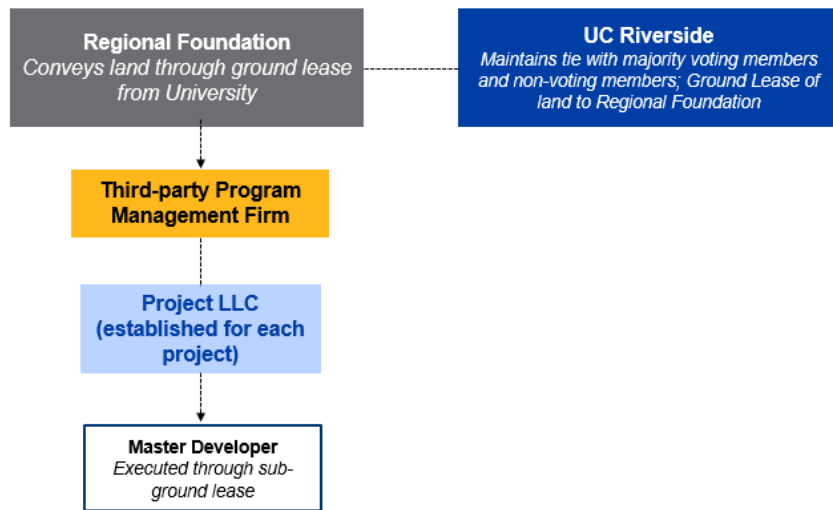 Regional Foundation
Conveys land through ground lease
from University
UC Riverside
Maintains tie with majority voting members
and non-voting members; Ground Lease of
land to Regional Foundation
Third-party Program
Management Firm
Project LLC
(established for each
project)
Master Developer
Executed through sub-
ground lease